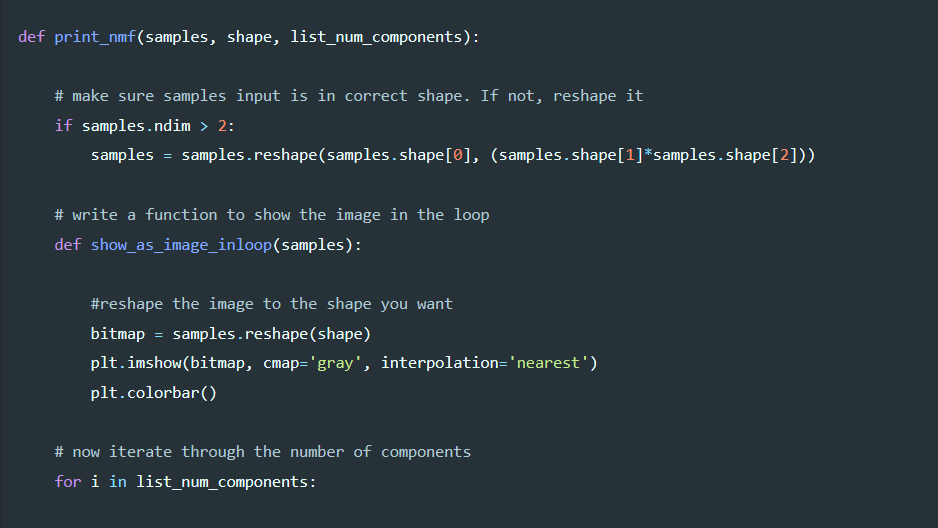 def print_nmf(samples, shape, list_num_components):
    # make sure samples input is in correct shape. If not, reshape it
    if samples.ndim > 2:
        samples = samples.reshape(samples.shape[0], (samples.shape[1]*samples.shape[2]))
    # write a function to show the image in the loop
    def show_as_image_inloop(samples):
        #reshape the image to the shape you want
        bitmap = samples.reshape(shape)
        plt.imshow(bitmap, cmap='gray', interpolation='nearest')
        plt.colorbar()
    # now iterate through the number of components
    for i in list_num_components: